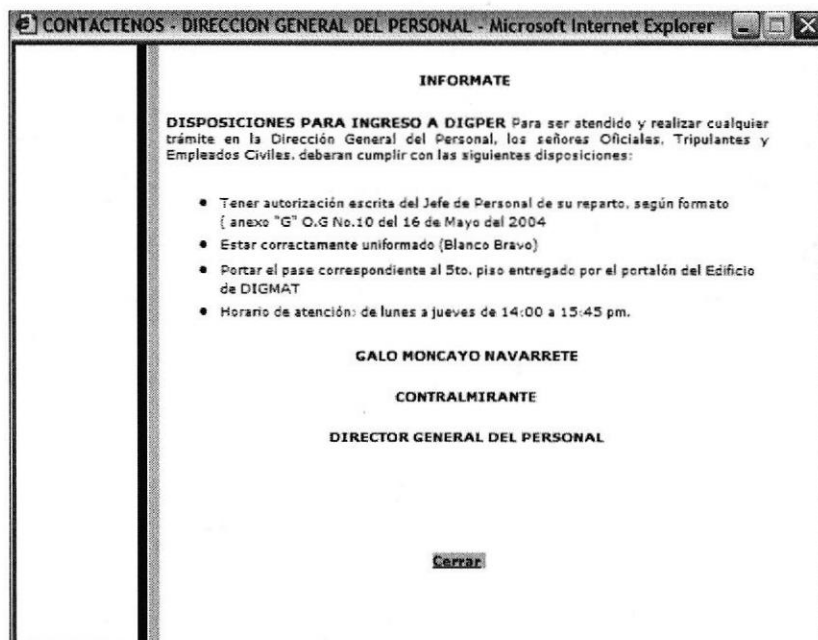 CONTACTENOS - DIRECCION GENERAL DEL PERSONAL - Microsoft Internet Explorer
INFORMATE
DISPOSICIONES PARA INGRESO A DIGPER Para ser atendido y realizar cualquier
trámite en la Dirección General del Personal, los señores Oficiales, Tripulantes y
Empleados Civiles, deberan cumplir con las siguientes disposiciones:
● Tener autorización escrita del Jefe de Personal de su reparto, según formato
( anexo "G" O.G No.10 del 16 de Mayo del 2004
● Estar correctamente uniformado (Blanco Bravo)
● Portar el pase correspondiente al 5to. piso entregado por el portalón del Edificio
de DIGMAT
● Horario de atención: de lunes a jueves de 14:00 a 15:45 pm.
GALO MONCAYO NAVARRETE
CONTRALMIRANTE
DIRECTOR GENERAL DEL PERSONAL
Cerrar